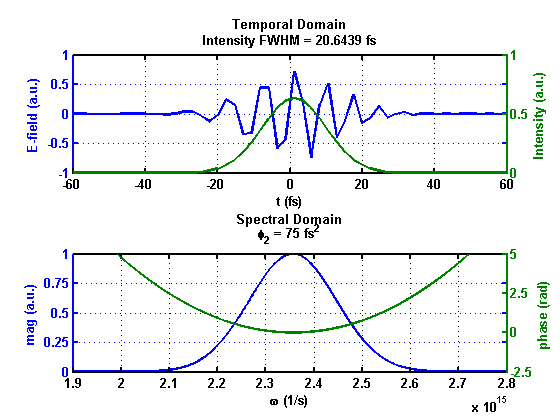 Temporal Domain
Intensity FWHM = 20.6439 fs
E-field (a.u.)
1
0.5
0
-0.5
-1
Intensity (a.u.)
1
0.5
0
-60 -40 -20 0 20 40 60
t (fs)
Spectral Domain
ϕ₂ = 75 fs²
mag (a.u.)
1
0.75
0.5
0.25
0
phase (rad)
5
2.5
0
-2.5
1.9 2 2.1 2.2 2.3 2.4 2.5 2.6 2.7 2.8
ω (1/s)
x 10¹⁵